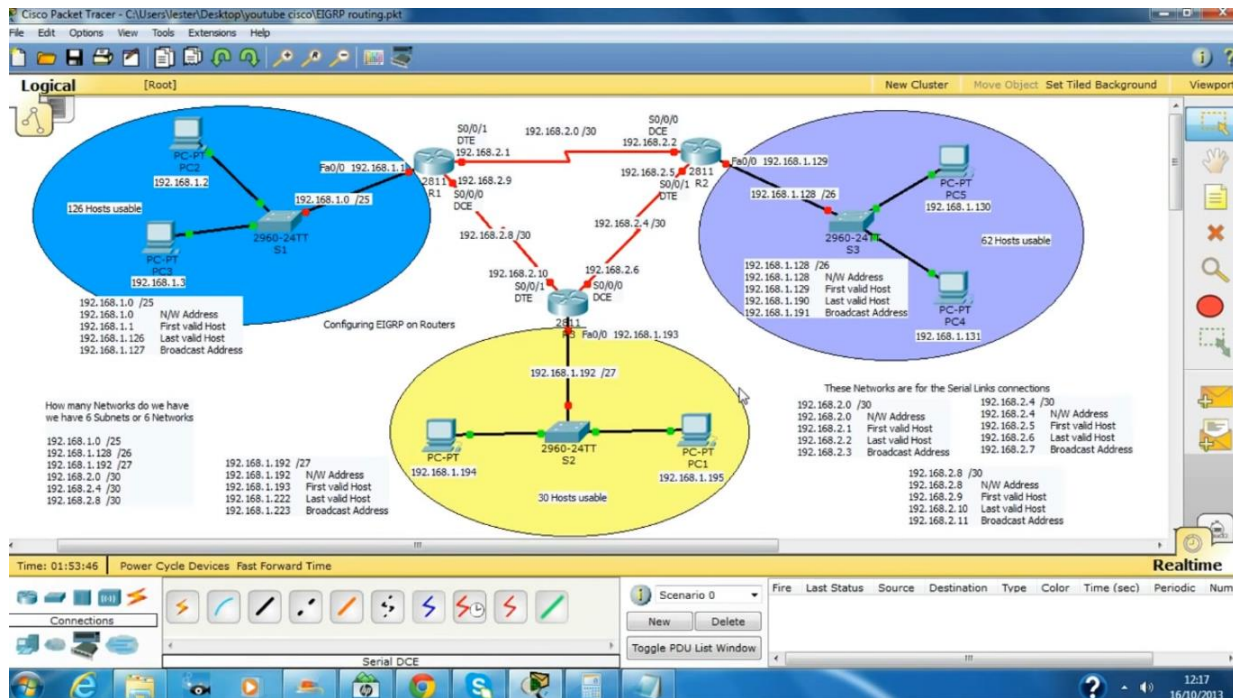 Cisco Packet Tracer - C:\Users\lester\Desktop\youtube cisco\EIGRP routing.pkt
File Edit Options View Tools Extensions Help
Logical [Root] New Cluster Move Object Set Tiled Background Viewport
PC-PT
PC2
192.168.1.2
126 Hosts usable
PC-PT
PC3
192.168.1.3
2960-24TT
S1
192.168.1.0 /25
Fa0/0 192.168.1.1
192.168.1.0 /25
192.168.1.0 N/W Address
192.168.1.1 First valid Host
192.168.1.126 Last valid Host
192.168.1.127 Broadcast Address
S0/0/1
DTE
192.168.2.1
2811
R1
192.168.2.9
S0/0/0
DCE
192.168.2.0 /30
S0/0/0
DCE
192.168.2.2
2811
R2
192.168.2.5
S0/0/1
DTE
192.168.2.8 /30
192.168.2.4 /30
192.168.2.10
S0/0/1
DTE
192.168.2.6
S0/0/0
DCE
2811
R3
Fa0/0 192.168.1.193
Configuring EIGRP on Routers
Fa0/0 192.168.1.129
192.168.1.128 /26
PC-PT
PC5
192.168.1.130
2960-24TT
S3
62 Hosts usable
PC-PT
PC4
192.168.1.131
192.168.1.128 /26
192.168.1.128 N/W Address
192.168.1.129 First valid Host
192.168.1.190 Last valid Host
192.168.1.191 Broadcast Address
192.168.1.192 /27
PC-PT
192.168.1.194
2960-24TT
S2
PC-PT
PC1
192.168.1.195
30 Hosts usable
How many Networks do we have
we have 6 Subnets or 6 Networks
192.168.1.0 /25
192.168.1.128 /26
192.168.1.192 /27
192.168.2.0 /30
192.168.2.4 /30
192.168.2.8 /30
192.168.1.192 /27
192.168.1.192 N/W Address
192.168.1.193 First valid Host
192.168.1.222 Last valid Host
192.168.1.223 Broadcast Address
These Networks are for the Serial Links connections
192.168.2.0 /30
192.168.2.0 N/W Address
192.168.2.1 First valid Host
192.168.2.2 Last valid Host
192.168.2.3 Broadcast Address
192.168.2.4 /30
192.168.2.4 N/W Address
192.168.2.5 First valid Host
192.168.2.6 Last valid Host
192.168.2.7 Broadcast Address
192.168.2.8 /30
192.168.2.8 N/W Address
192.168.2.9 First valid Host
192.168.2.10 Last valid Host
192.168.2.11 Broadcast Address
Time: 01:53:46 Power Cycle Devices Fast Forward Time Realtime
Connections
Serial DCE
Scenario 0
New Delete
Toggle PDU List Window
Fire Last Status Source Destination Type Color Time (sec) Periodic Num
12:17
16/10/2013